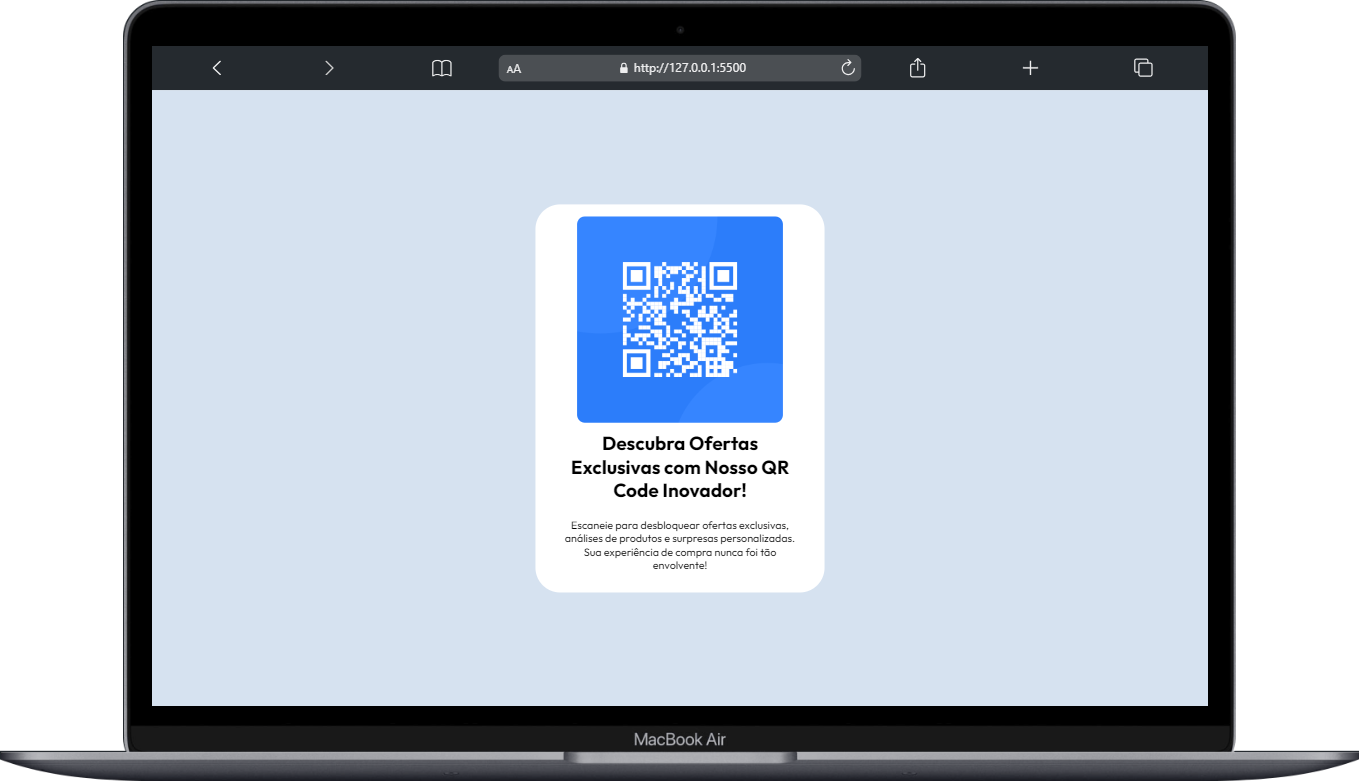 AA
http://127.0.0.1:5500
Descubra Ofertas
Exclusivas com Nosso QR
Code Inovador!
Escaneie para desbloquear ofertas exclusivas,
análises de produtos e surpresas personalizadas.
Sua experiência de compra nunca foi tão
envolvente!
MacBook Air